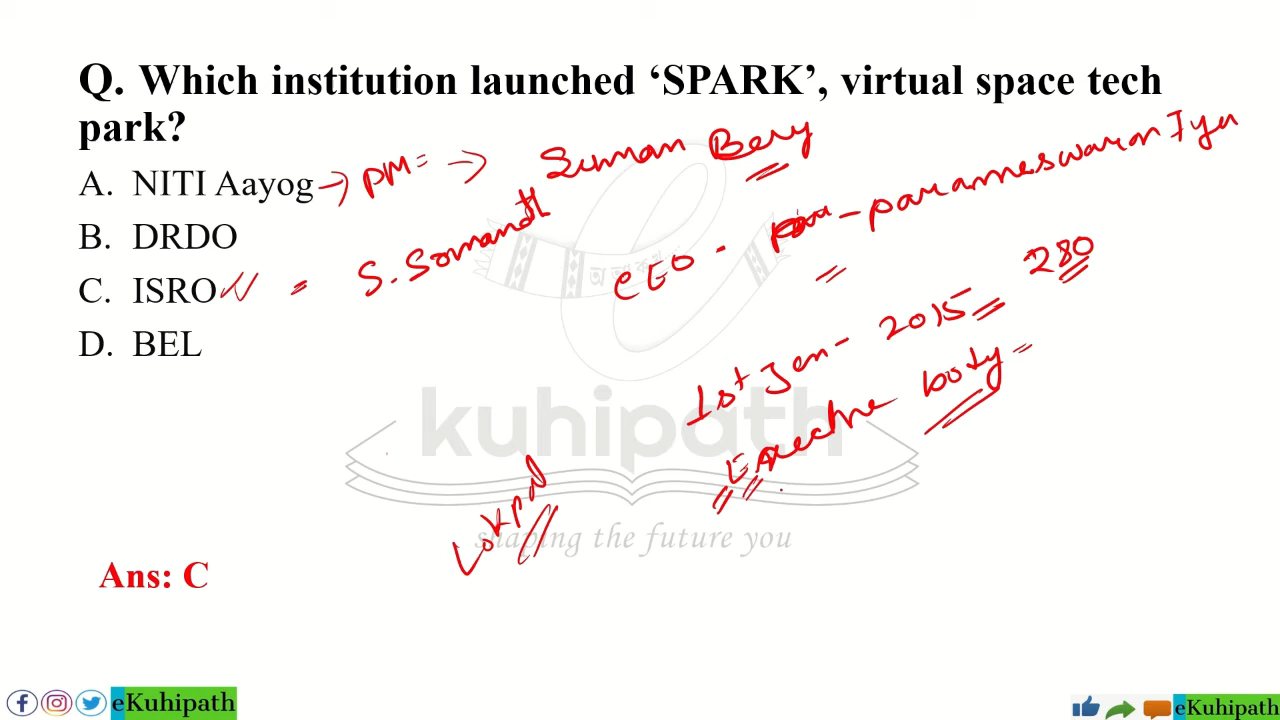 Q. Which institution launched ‘SPARK’, virtual space tech
park?
A. NITI Aayog → PM = → Suman Bery
B. DRDO
CEO - Parameswaran Iyer
C. ISRO = S. Somanath
280
D. BEL
1st Jan - 2015
Executive body =
kuhipath
Lokpal
shaping the future you
Ans: C
eKuhipath
eKuhipath